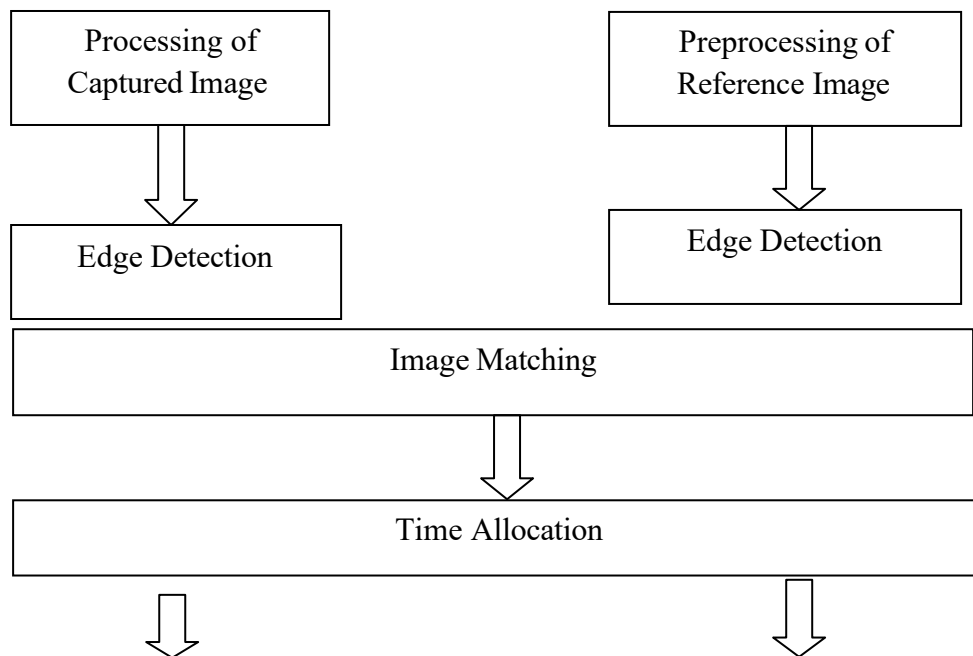 Processing of
Captured Image
Preprocessing of
Reference Image
Edge Detection
Edge Detection
Image Matching
Time Allocation